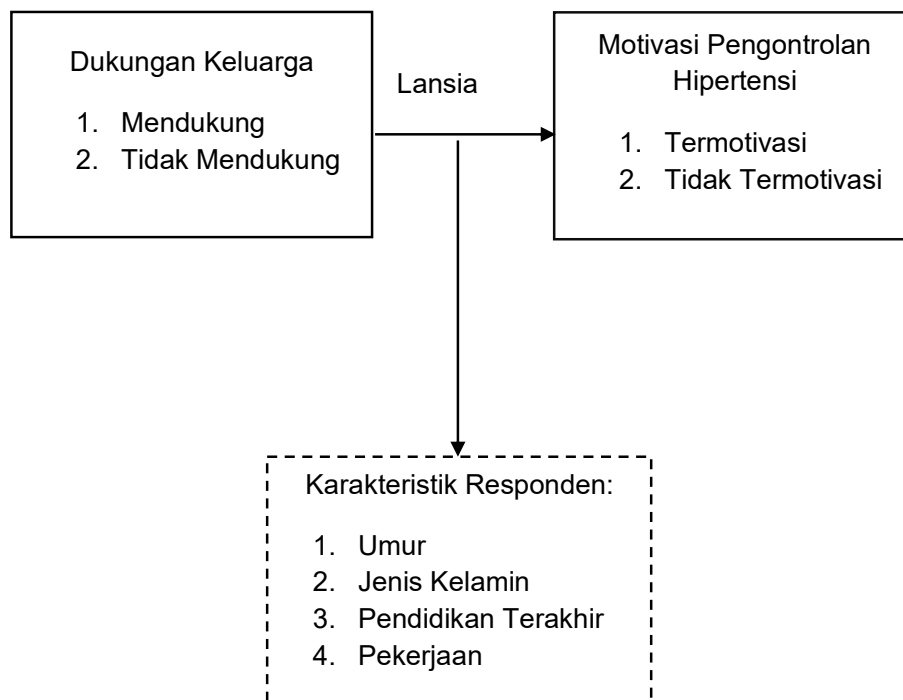 Dukungan Keluarga
1. Mendukung
2. Tidak Mendukung
Lansia
Motivasi Pengontrolan
Hipertensi
1. Termotivasi
2. Tidak Termotivasi
Karakteristik Responden:
1. Umur
2. Jenis Kelamin
3. Pendidikan Terakhir
4. Pekerjaan